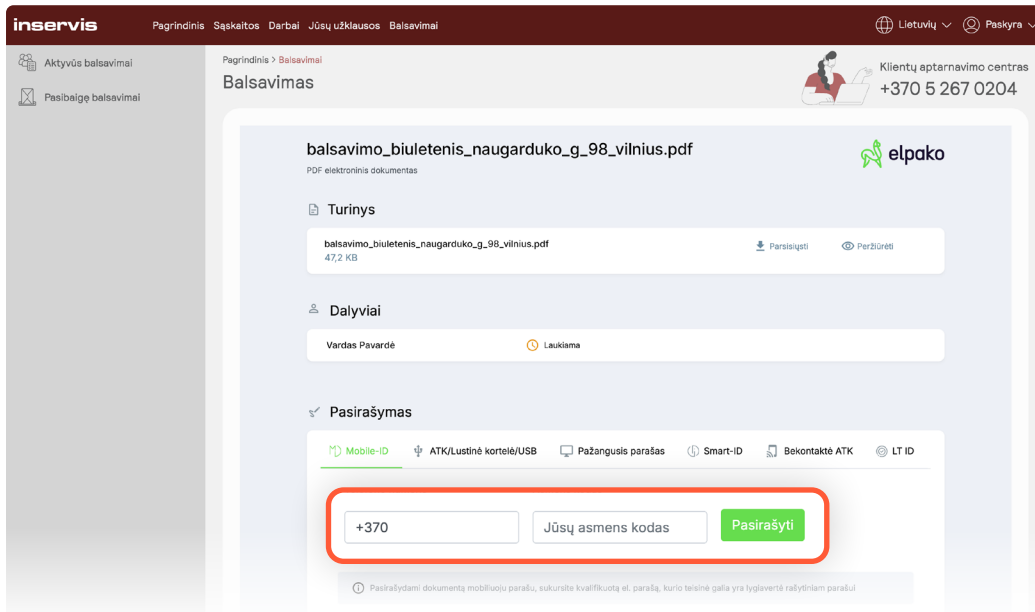 inservis Pagrindinis Sąskaitos Darbai Jūsų užklausos Balsavimai Lietuvių Paskyra
Aktyvūs balsavimai
Pasibaigę balsavimai
Pagrindinis > Balsavimai
Balsavimas
Klientų aptarnavimo centras
+370 5 267 0204
balsavimo_biuletenis_naugarduko_g_98_vilnius.pdf
PDF elektroninis dokumentas
elpako
Turinys
balsavimo_biuletenis_naugarduko_g_98_vilnius.pdf Parsisiųsti Peržiūrėti
47,2 KB
Dalyviai
Vardas Pavardė Laukiama
Pasirašymas
Mobile-ID ATK/Lustinė kortelė/USB Pažangusis parašas Smart-ID Bekontaktė ATK LT ID
+370 Jūsų asmens kodas Pasirašyti
Pasirašydami dokumentą mobiliuoju parašu, sukursite kvalifikuotą el. parašą, kurio teisinė galia yra lygiavertė rašytiniam parašui